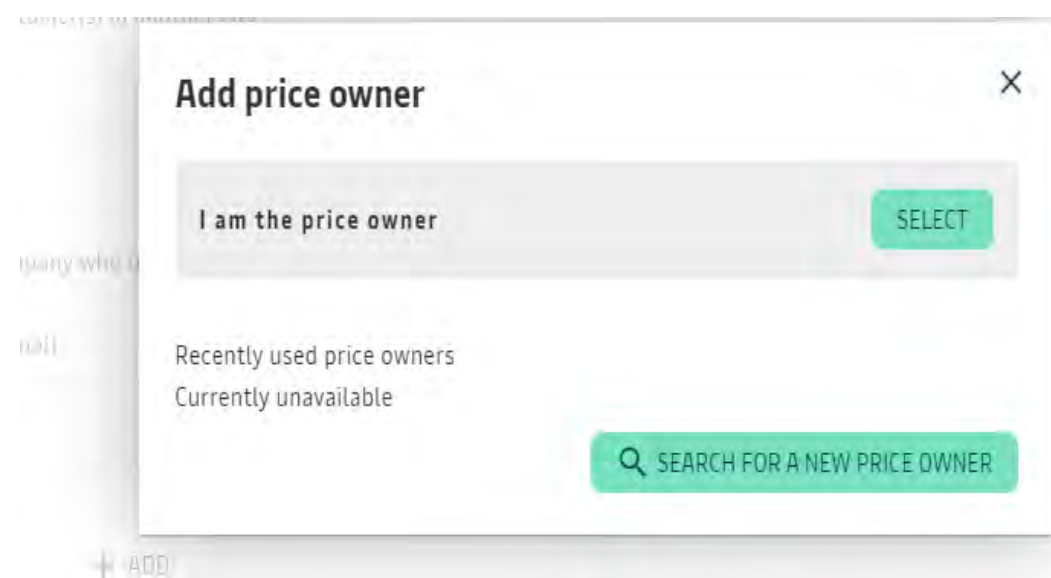 Add price owner
I am the price owner
SELECT
Recently used price owners
Currently unavailable
SEARCH FOR A NEW PRICE OWNER
ADD